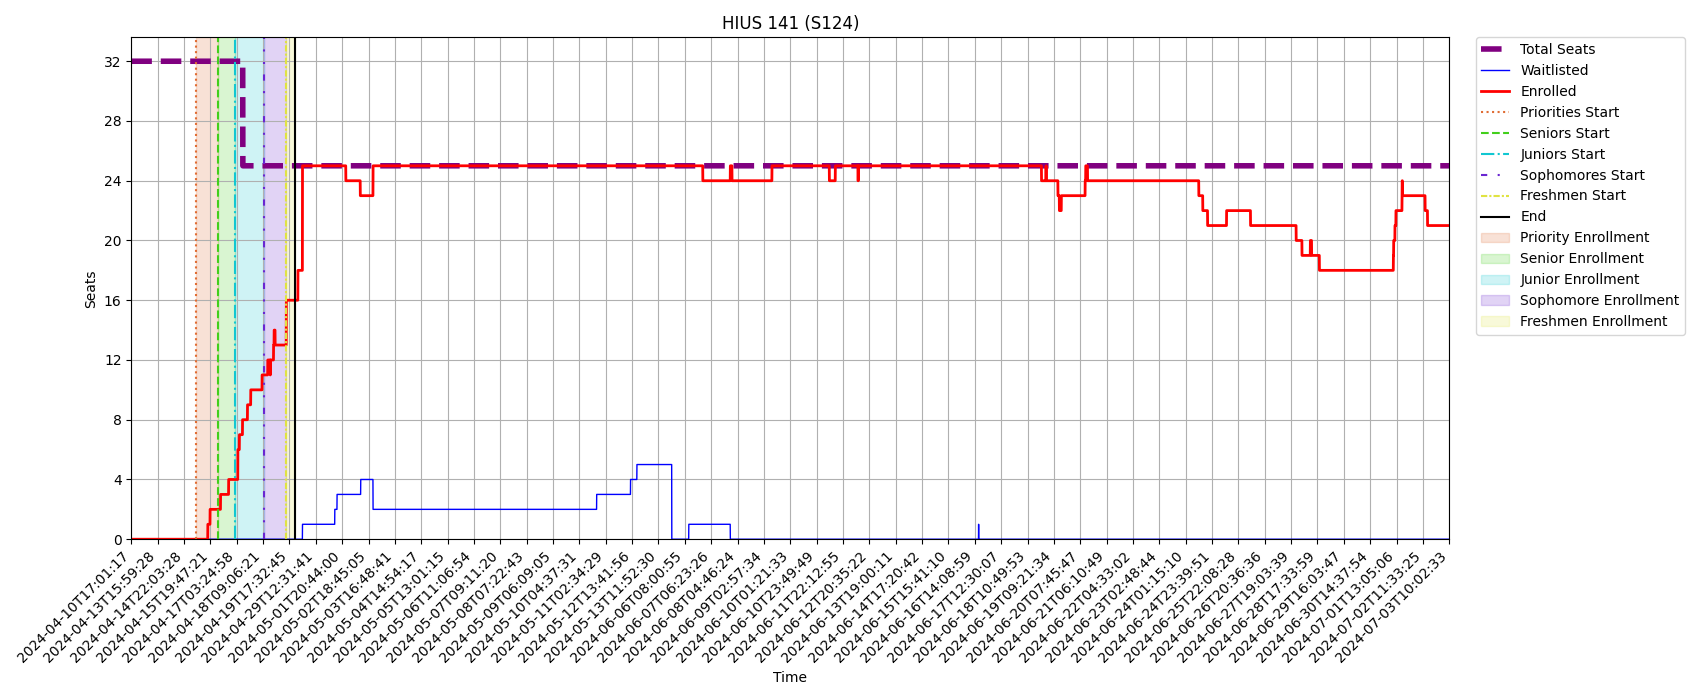 HIUS 141 (S124)
Seats
32
28
24
20
16
12
8
4
0
2024-04-10T17:01:17
2024-04-13T15:59:28
2024-04-14T22:03:28
2024-04-15T19:47:21
2024-04-17T03:24:58
2024-04-18T09:06:21
2024-04-19T17:32:45
2024-04-29T12:31:41
2024-05-01T20:44:00
2024-05-02T18:45:05
2024-05-03T16:48:41
2024-05-04T14:54:17
2024-05-05T13:01:15
2024-05-06T11:06:54
2024-05-07T09:11:20
2024-05-08T07:22:43
2024-05-09T06:09:05
2024-05-10T04:37:31
2024-05-11T02:34:29
2024-05-12T13:41:56
2024-05-13T11:52:30
2024-06-06T08:00:55
2024-06-07T06:23:26
2024-06-08T04:46:24
2024-06-09T02:57:34
2024-06-10T01:21:33
2024-06-10T23:49:49
2024-06-11T22:12:55
2024-06-12T20:35:22
2024-06-13T19:00:11
2024-06-14T17:20:42
2024-06-15T15:41:10
2024-06-16T14:08:59
2024-06-17T12:30:07
2024-06-18T10:49:53
2024-06-19T09:21:34
2024-06-20T07:45:47
2024-06-21T06:10:49
2024-06-22T04:33:02
2024-06-23T02:48:44
2024-06-24T01:15:10
2024-06-24T23:39:51
2024-06-25T22:08:28
2024-06-26T20:36:36
2024-06-27T19:03:39
2024-06-28T17:33:59
2024-06-29T16:03:47
2024-06-30T14:37:54
2024-07-01T13:05:06
2024-07-02T11:33:25
2024-07-03T10:02:33
Time
Total Seats
Waitlisted
Enrolled
Priorities Start
Seniors Start
Juniors Start
Sophomores Start
Freshmen Start
End
Priority Enrollment
Senior Enrollment
Junior Enrollment
Sophomore Enrollment
Freshmen Enrollment